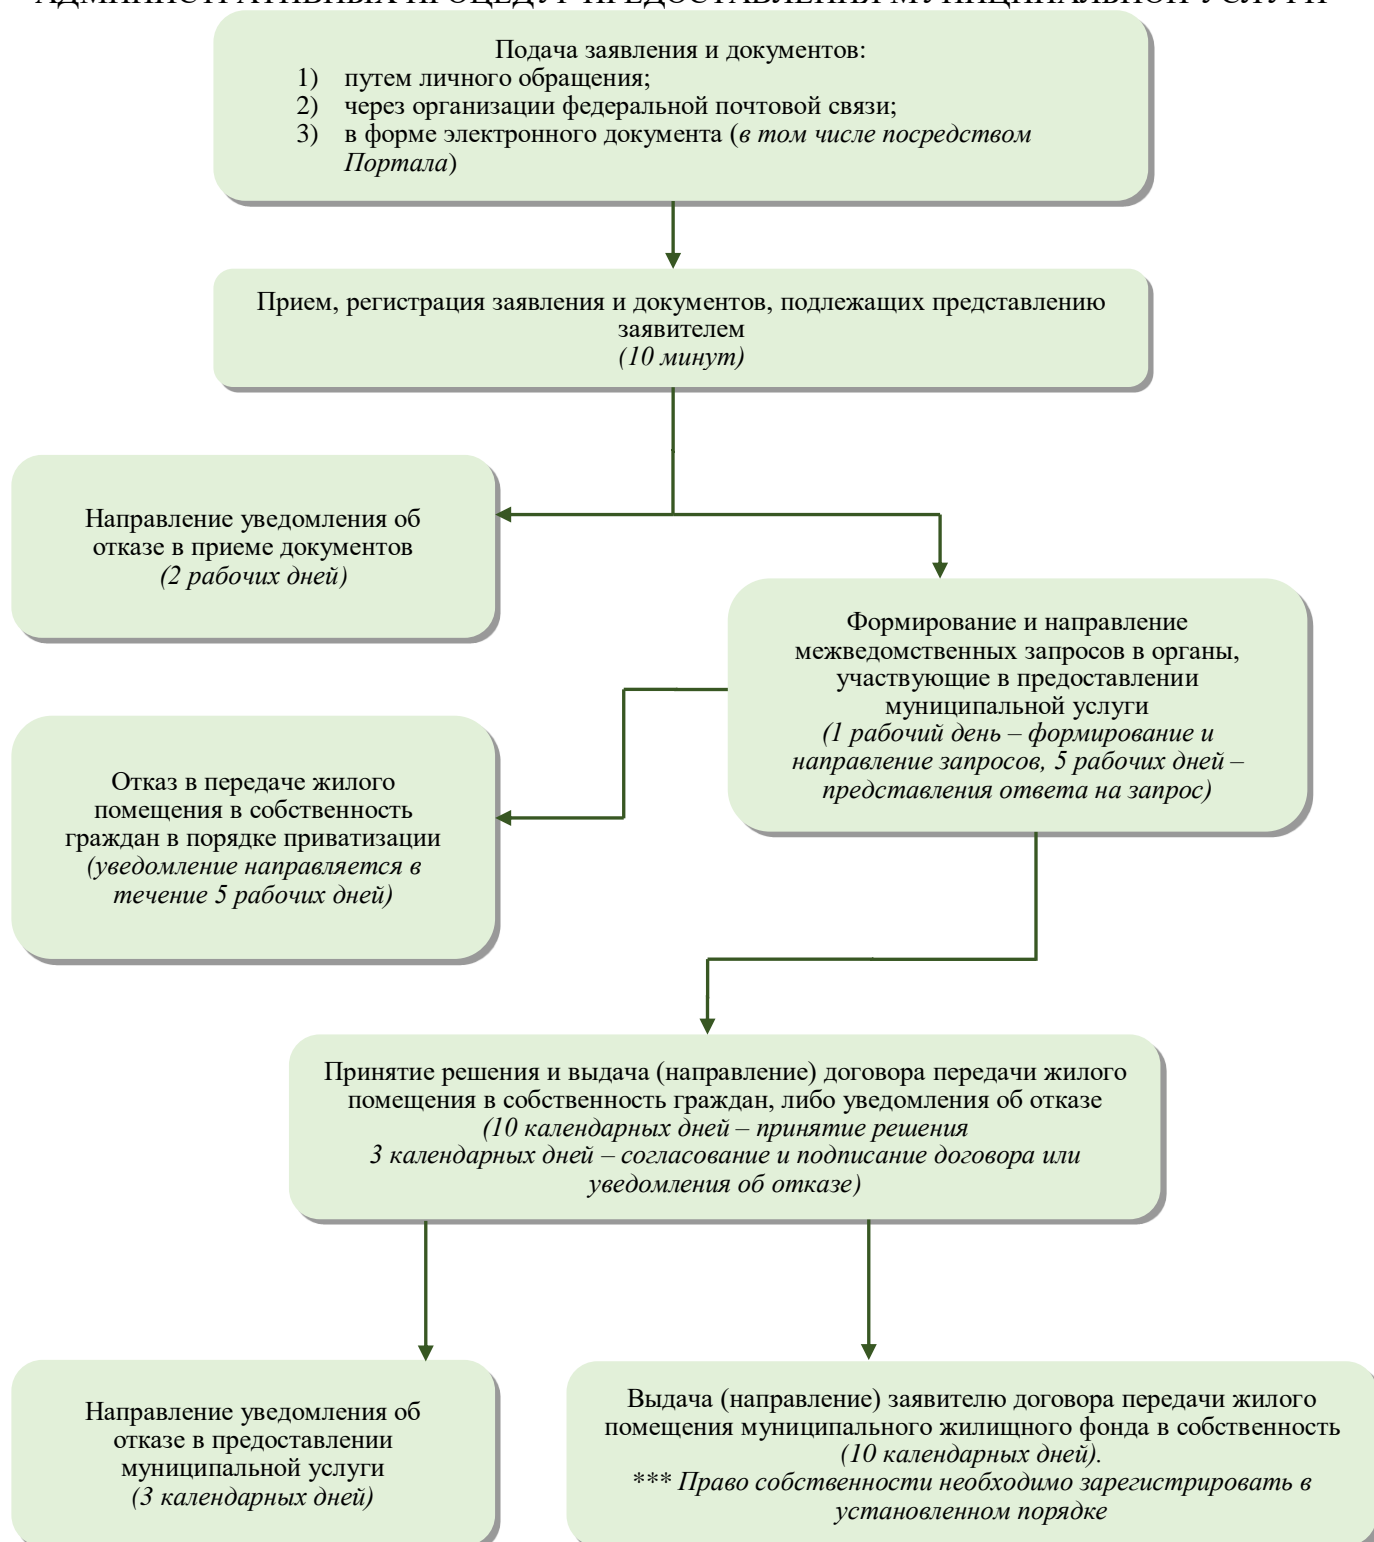 АДМИНИСТРАТИВНЫХ ПРОЦЕДУР ПРЕДОСТАВЛЕНИЯ МУНИЦИПАЛЬНОЙ УСЛУГИ
Подача заявления и документов:
1) путем личного обращения;
2) через организации федеральной почтовой связи;
3) в форме электронного документа (в том числе посредством
Портала)
Прием, регистрация заявления и документов, подлежащих представлению
заявителем
(10 минут)
Направление уведомления об
отказе в приеме документов
(2 рабочих дней)
Формирование и направление
межведомственных запросов в органы,
участвующие в предоставлении
муниципальной услуги
(1 рабочий день – формирование и
направление запросов, 5 рабочих дней –
представления ответа на запрос)
Отказ в передаче жилого
помещения в собственность
граждан в порядке приватизации
(уведомление направляется в
течение 5 рабочих дней)
Принятие решения и выдача (направление) договора передачи жилого
помещения в собственность граждан, либо уведомления об отказе
(10 календарных дней – принятие решения
3 календарных дней – согласование и подписание договора или
уведомления об отказе)
Направление уведомления об
отказе в предоставлении
муниципальной услуги
(3 календарных дней)
Выдача (направление) заявителю договора передачи жилого
помещения муниципального жилищного фонда в собственность
(10 календарных дней).
*** Право собственности необходимо зарегистрировать в
установленном порядке